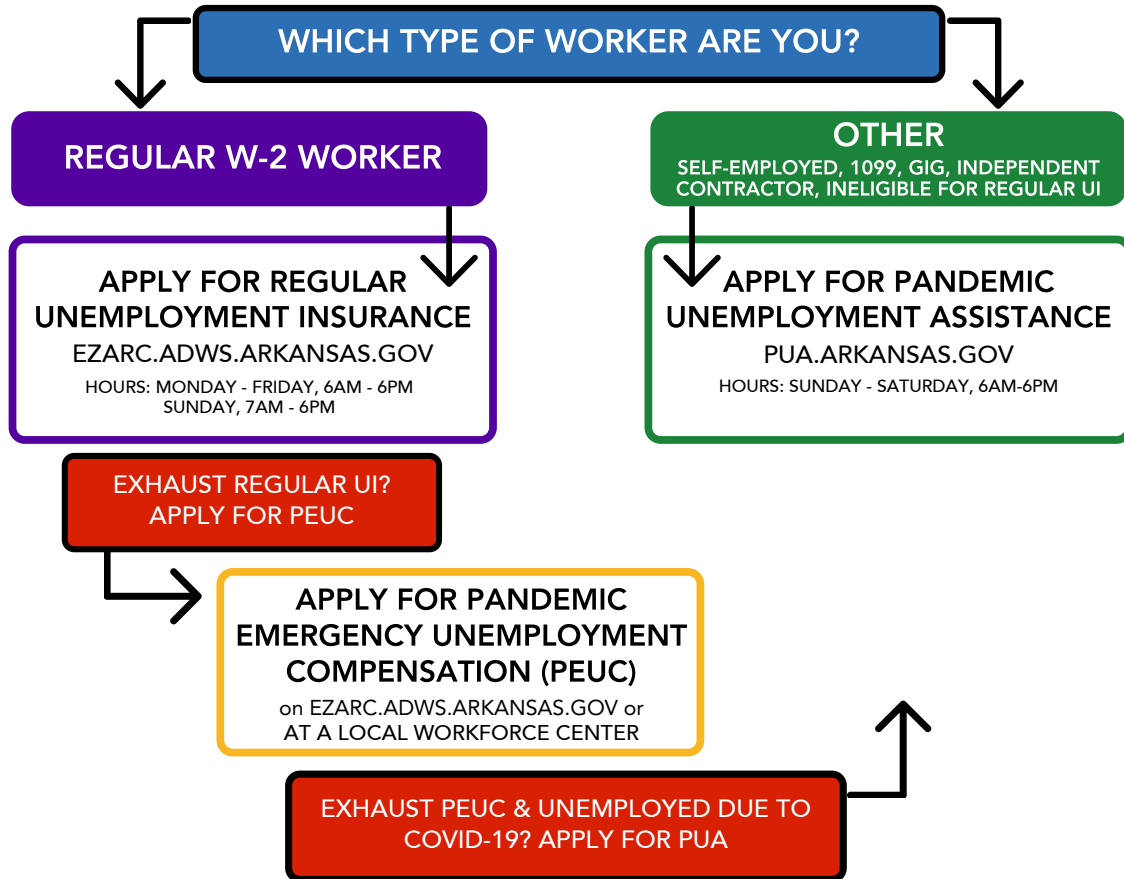 WHICH TYPE OF WORKER ARE YOU?
REGULAR W-2 WORKER
OTHER
SELF-EMPLOYED, 1099, GIG, INDEPENDENT
CONTRACTOR, INELIGIBLE FOR REGULAR UI
APPLY FOR REGULAR
UNEMPLOYMENT INSURANCE
EZARC.ADWS.ARKANSAS.GOV
HOURS: MONDAY - FRIDAY, 6AM - 6PM
SUNDAY, 7AM - 6PM
APPLY FOR PANDEMIC
UNEMPLOYMENT ASSISTANCE
PUA.ARKANSAS.GOV
HOURS: SUNDAY - SATURDAY, 6AM-6PM
EXHAUST REGULAR UI?
APPLY FOR PEUC
APPLY FOR PANDEMIC
EMERGENCY UNEMPLOYMENT
COMPENSATION (PEUC)
on EZARC.ADWS.ARKANSAS.GOV or
AT A LOCAL WORKFORCE CENTER
EXHAUST PEUC & UNEMPLOYED DUE TO
COVID-19? APPLY FOR PUA